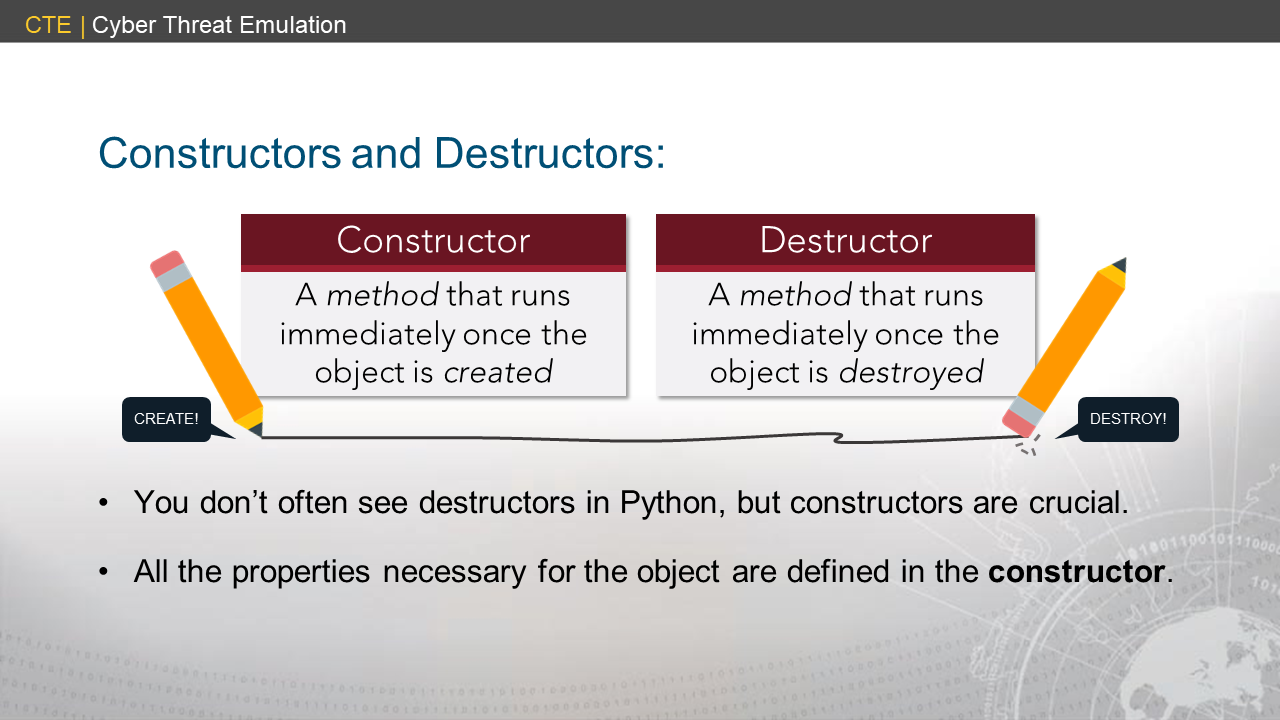 CTE | Cyber Threat Emulation
Constructors and Destructors:
Constructor
A method that runs
immediately once the
object is created
Destructor
A method that runs
immediately once the
object is destroyed
CREATE!
DESTROY!
• You don’t often see destructors in Python, but constructors are crucial.
• All the properties necessary for the object are defined in the constructor.